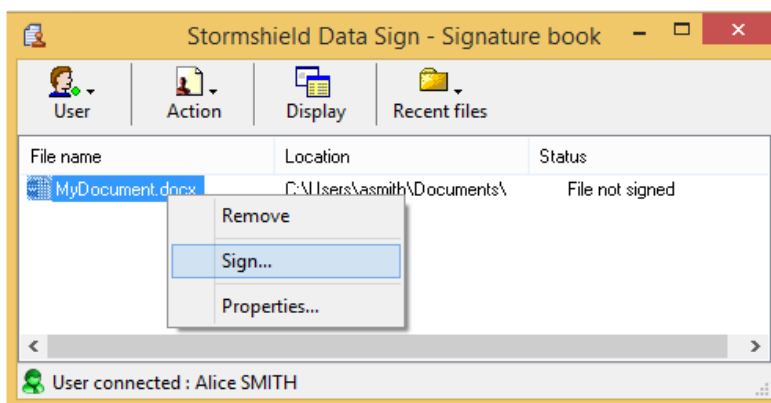 Stormshield Data Sign - Signature book
User Action Display Recent files
File name Location Status
MyDocument.docx C:\Users\asmith\Documents\ File not signed
Remove
Sign...
Properties...
User connected : Alice SMITH